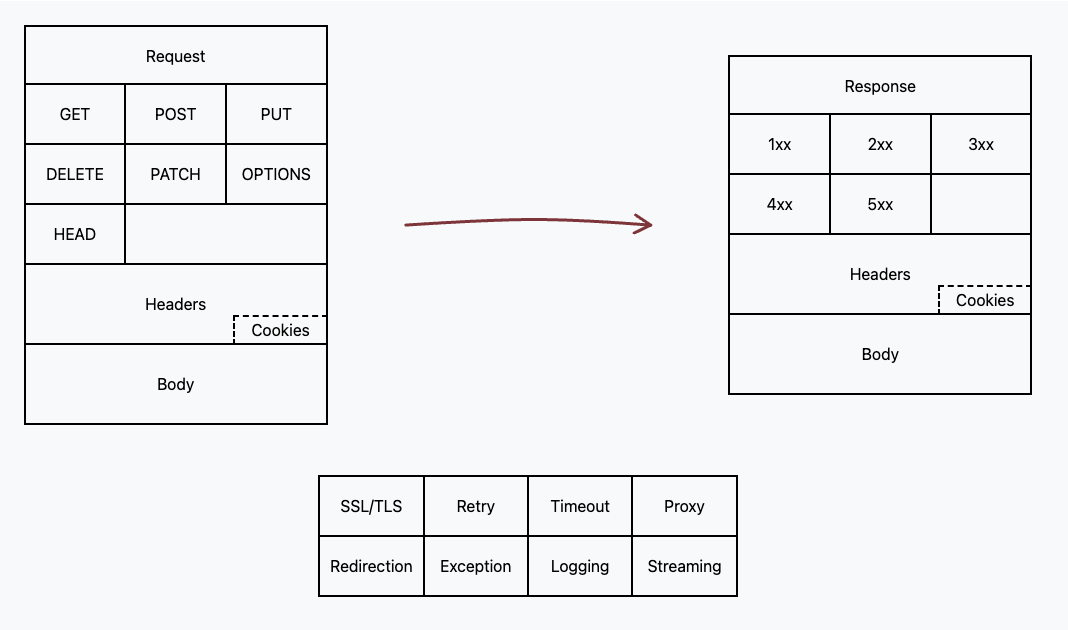 Request
GET POST PUT
DELETE PATCH OPTIONS
HEAD
Headers
Cookies
Body
Response
1xx 2xx 3xx
4xx 5xx
Headers
Cookies
Body
SSL/TLS Retry Timeout Proxy
Redirection Exception Logging Streaming